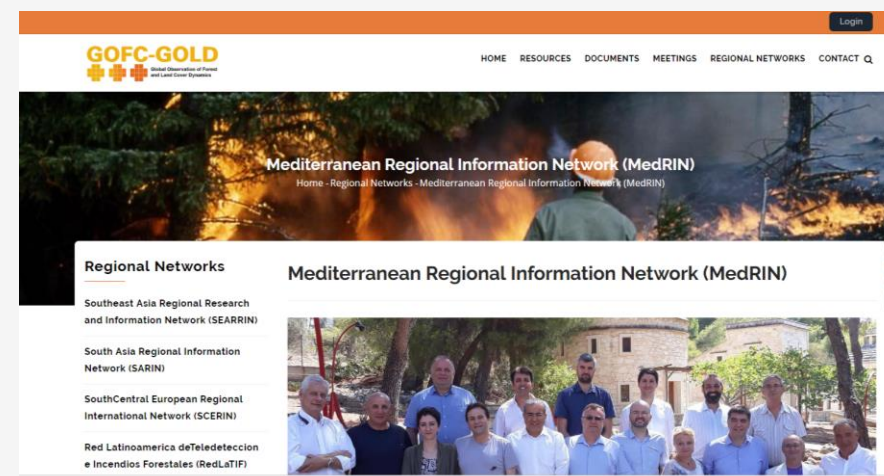 Login
GOFC-GOLD
Global Observation of Forest
and Land Cover Dynamics
HOME RESOURCES DOCUMENTS MEETINGS REGIONAL NETWORKS CONTACT
Mediterranean Regional Information Network (MedRIN)
Home - Regional Networks - Mediterranean Regional Information Network (MedRIN)
Regional Networks
Southeast Asia Regional Research
and Information Network (SEARRIN)
South Asia Regional Information
Network (SARIN)
SouthCentral European Regional
International Network (SCERIN)
Red Latinoamerica deTeledeteccion
e Incendios Forestales (RedLaTIF)
Mediterranean Regional Information Network (MedRIN)